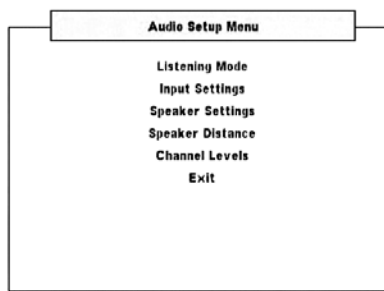 Audio Setup Menu
Listening Mode
Input Settings
Speaker Settings
Speaker Distance
Channel Levels
Exit